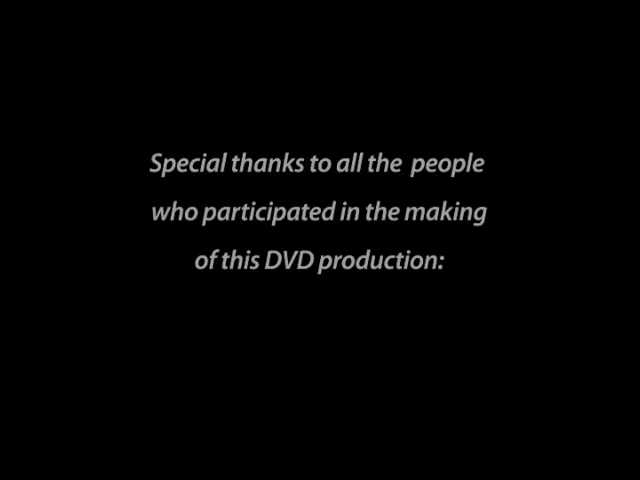 Special thanks to all the people
who participated in the making
of this DVD production: